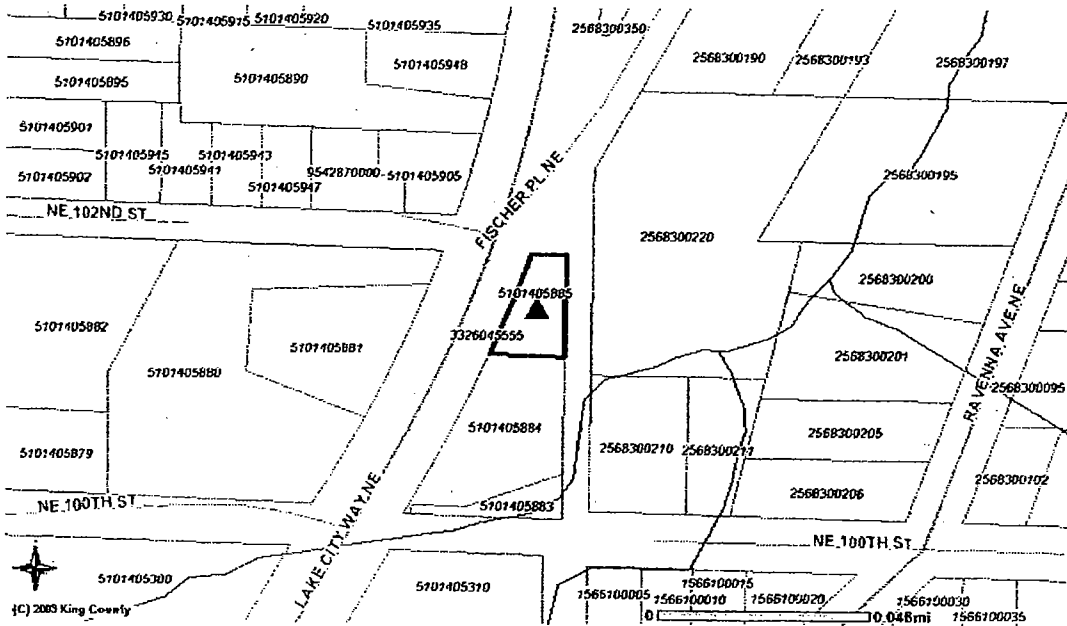 5101405930 5101405915 5101405920 5101405935 2568300350
5101405896 5101405890 5101405948 2568300190 2568300193 2568300197
5101405895
5101405901
5101405902 5101405945 5101405941 5101405943 5101405947 9542870000 5101405905 2568300195
NE 102ND ST FISCHER PL NE
2568300220 2568300200
5101405885
5101405882 5101405880 5101405881 3326045555 2568300201
RAVENNA AVE NE 2568300095
5101405879 5101405884 2568300210 2568300211 2568300205
2568300206 2568300102
NE 100TH ST 5101405883
LAKE CITY WAY NE NE 100TH ST
5101405300 5101405310 1566100015
(C) 2003 King County
1566100005 1566100010 1566100020 1566100030 1566100035
0 0.046mi